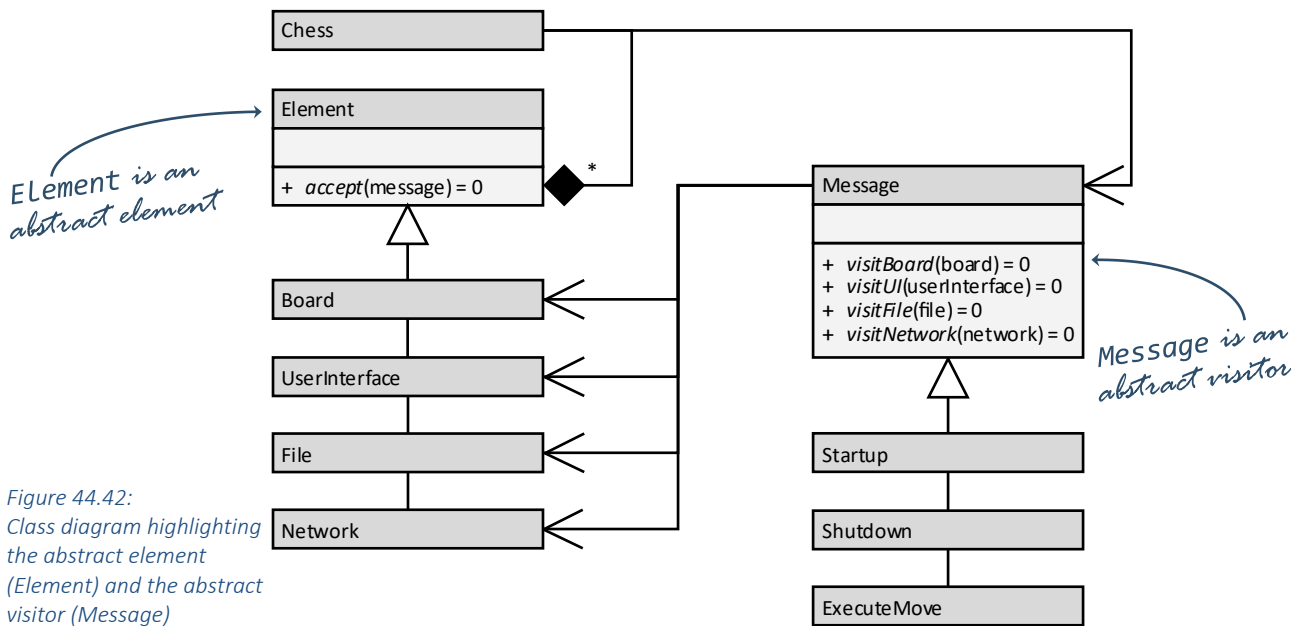 Chess
Element
+ accept(message) = 0
*
Element is an
abstract element
Board
UserInterface
File
Network
Message
+ visitBoard(board) = 0
+ visitUI(userInterface) = 0
+ visitFile(file) = 0
+ visitNetwork(network) = 0
Message is an
abstract visitor
Startup
Shutdown
ExecuteMove
Figure 44.42:
Class diagram highlighting
the abstract element
(Element) and the abstract
visitor (Message)